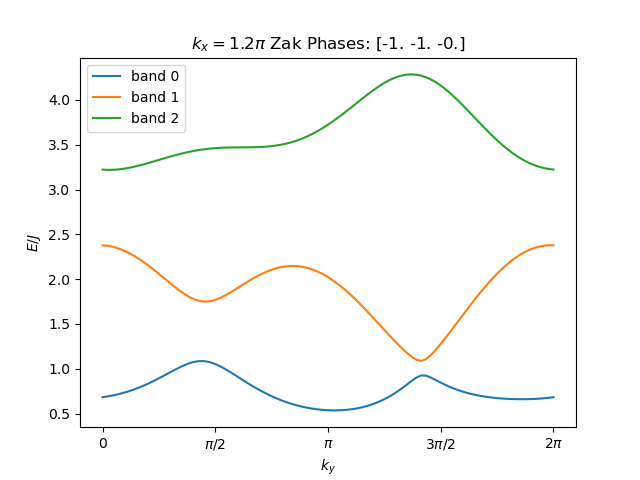 kₓ = 1.2π Zak Phases: [-1. -1. -0.]
band 0
band 1
band 2
E/J
4.0
3.5
3.0
2.5
2.0
1.5
1.0
0.5
0 π/2 π 3π/2 2π
k_y